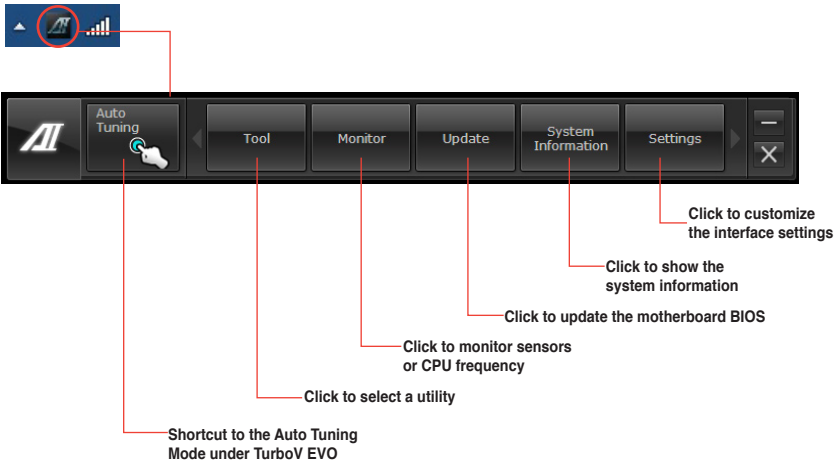 Auto
Tuning
Tool
Monitor
Update
System
Information
Settings
Click to customize
the interface settings
Click to show the
system information
Click to update the motherboard BIOS
Click to monitor sensors
or CPU frequency
Click to select a utility
Shortcut to the Auto Tuning
Mode under TurboV EVO